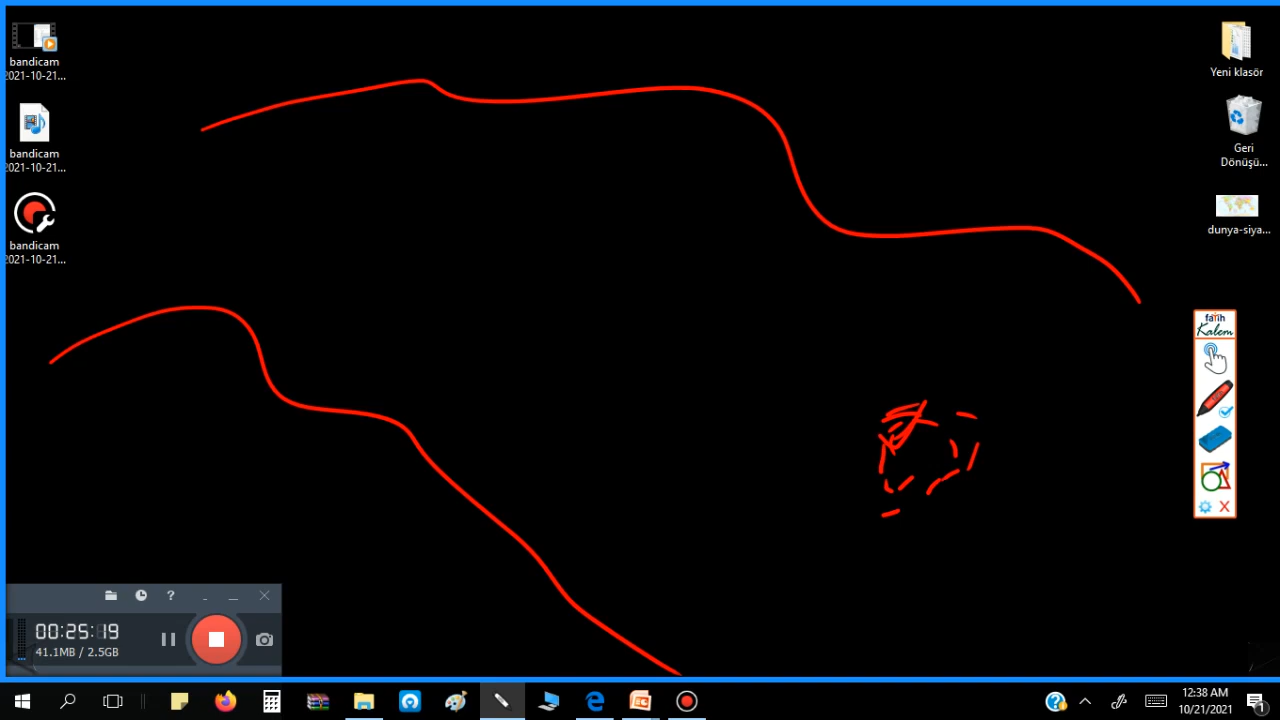 bandicam
2021-10-21...
bandicam
2021-10-21...
bandicam
2021-10-21...
Yeni klasör
Geri
Dönüşü...
dunya-siya...
fatih
Kalem
00:25:19
41.1MB / 2.5GB
12:38 AM
10/21/2021
1